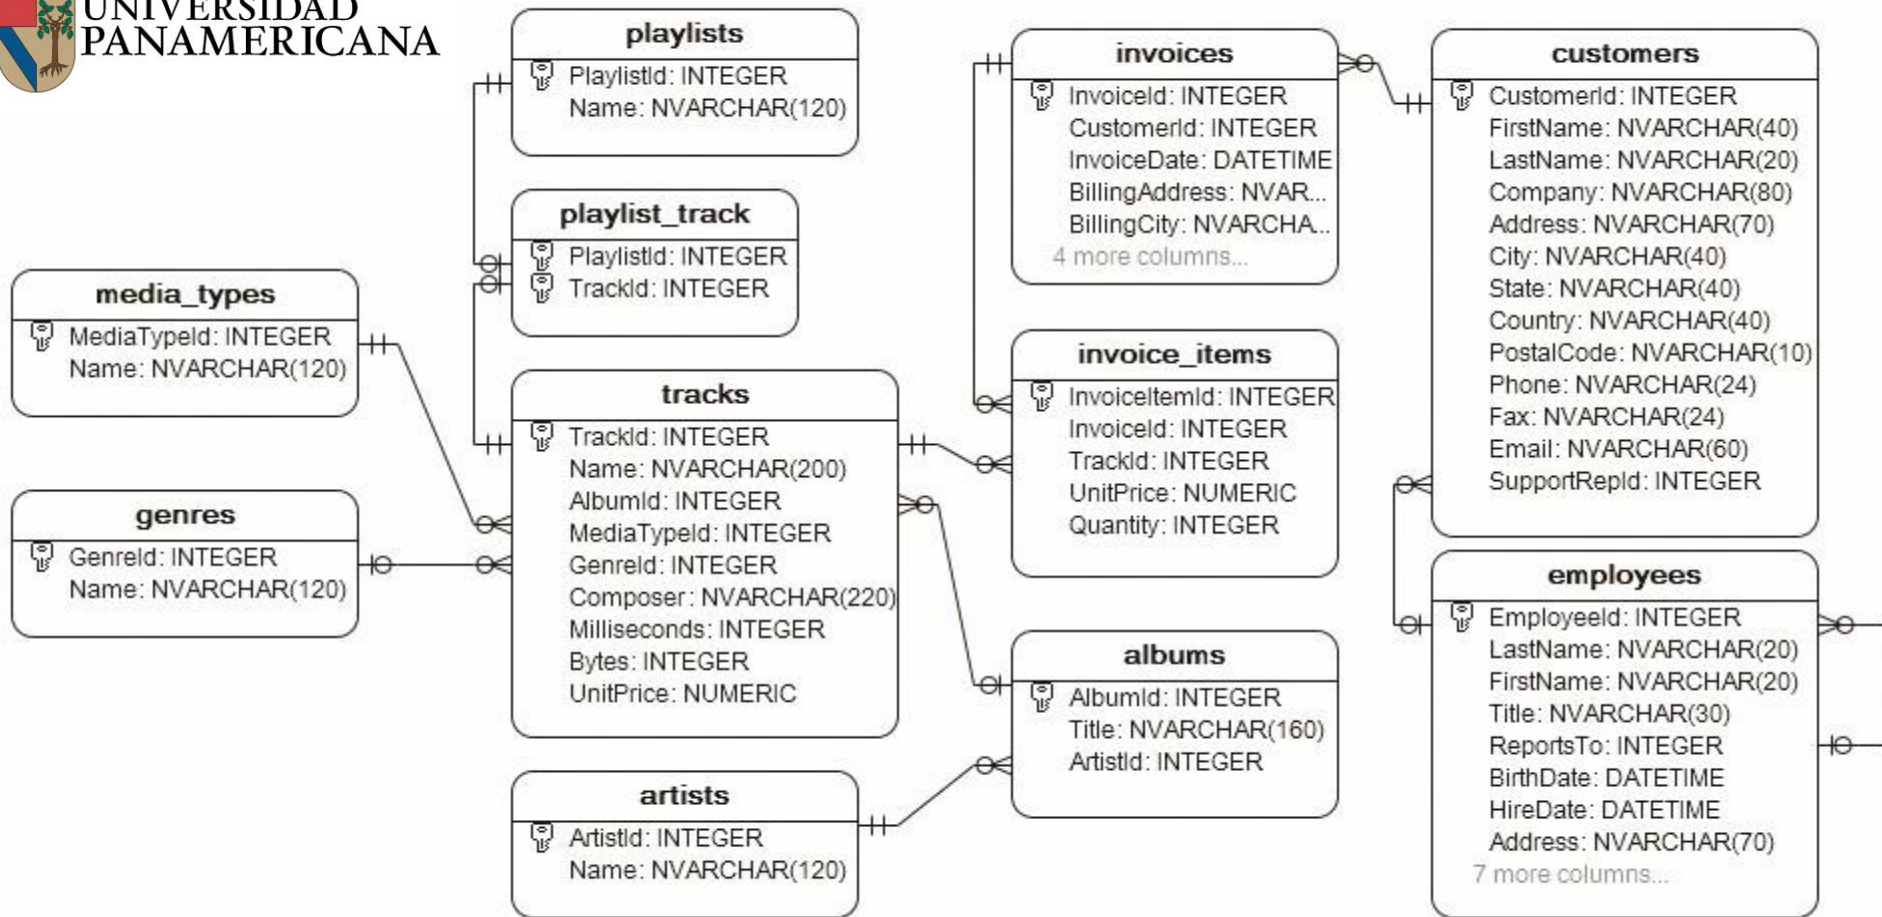 UNIVERSIDAD
PANAMERICANA
playlists
PlaylistId: INTEGER
Name: NVARCHAR(120)
playlist_track
PlaylistId: INTEGER
TrackId: INTEGER
media_types
MediaTypeId: INTEGER
Name: NVARCHAR(120)
genres
GenreId: INTEGER
Name: NVARCHAR(120)
tracks
TrackId: INTEGER
Name: NVARCHAR(200)
AlbumId: INTEGER
MediaTypeId: INTEGER
GenreId: INTEGER
Composer: NVARCHAR(220)
Milliseconds: INTEGER
Bytes: INTEGER
UnitPrice: NUMERIC
artists
ArtistId: INTEGER
Name: NVARCHAR(120)
invoices
InvoiceId: INTEGER
CustomerId: INTEGER
InvoiceDate: DATETIME
BillingAddress: NVAR...
BillingCity: NVARCHA...
4 more columns...
invoice_items
InvoiceItemId: INTEGER
InvoiceId: INTEGER
TrackId: INTEGER
UnitPrice: NUMERIC
Quantity: INTEGER
albums
AlbumId: INTEGER
Title: NVARCHAR(160)
ArtistId: INTEGER
customers
CustomerId: INTEGER
FirstName: NVARCHAR(40)
LastName: NVARCHAR(20)
Company: NVARCHAR(80)
Address: NVARCHAR(70)
City: NVARCHAR(40)
State: NVARCHAR(40)
Country: NVARCHAR(40)
PostalCode: NVARCHAR(10)
Phone: NVARCHAR(24)
Fax: NVARCHAR(24)
Email: NVARCHAR(60)
SupportRepId: INTEGER
employees
EmployeeId: INTEGER
LastName: NVARCHAR(20)
FirstName: NVARCHAR(20)
Title: NVARCHAR(30)
ReportsTo: INTEGER
BirthDate: DATETIME
HireDate: DATETIME
Address: NVARCHAR(70)
7 more columns...